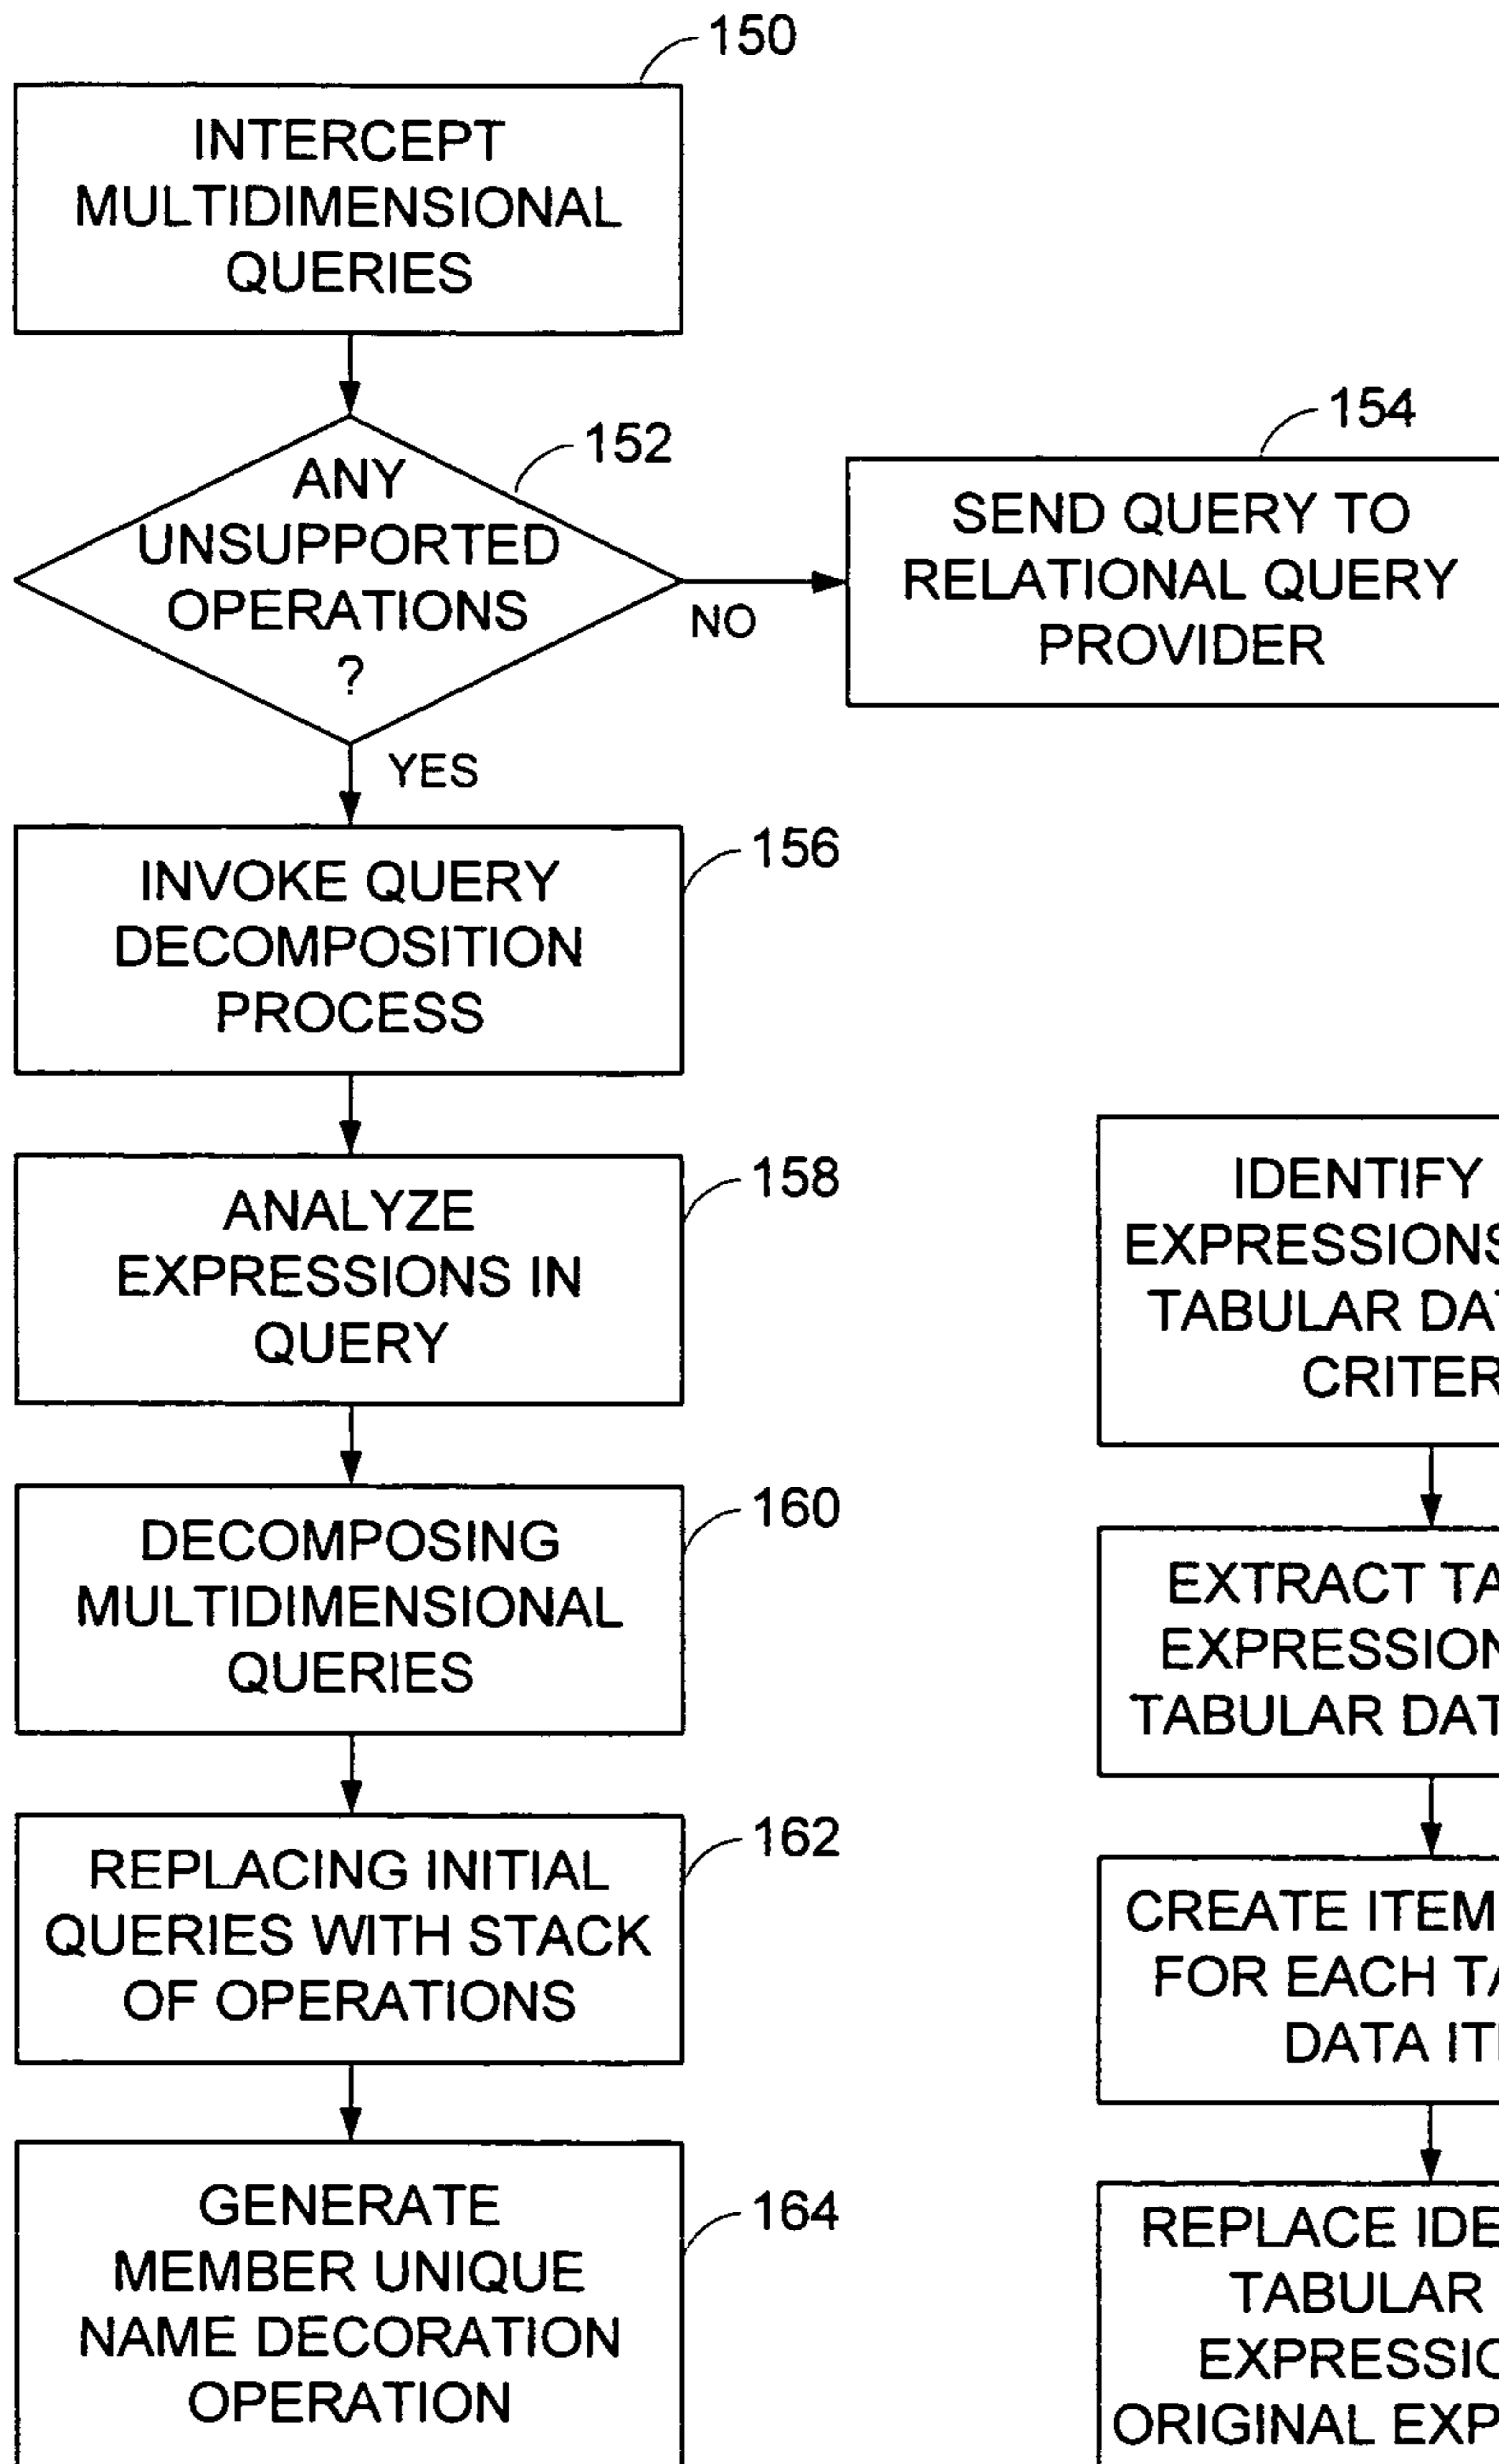 150
INTERCEPT
MULTIDIMENSIONAL
QUERIES
152
ANY
UNSUPPORTED
OPERATIONS
?
NO
154
SEND QUERY TO
RELATIONAL QUERY
PROVIDER
YES
156
INVOKE QUERY
DECOMPOSITION
PROCESS
158
ANALYZE
EXPRESSIONS IN
QUERY
160
DECOMPOSING
MULTIDIMENSIONAL
QUERIES
162
REPLACING INITIAL
QUERIES WITH STACK
OF OPERATIONS
164
GENERATE
MEMBER UNIQUE
NAME DECORATION
OPERATION
IDENTIFY
EXPRESSIONS
TABULAR
EXTRACT
TABULAR
CREATE ITEM
FOR EACH
DATA
REPLACE
TABULAR
ORIGINAL